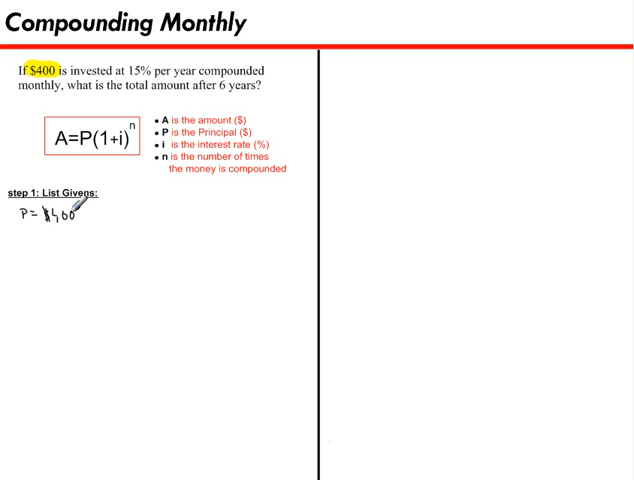 Compounding Monthly
If $400 is invested at 15% per year compounded
monthly, what is the total amount after 6 years?
A=P(1+i)^n
• A is the amount ($)
• P is the Principal ($)
• i is the interest rate (%)
• n is the number of times
the money is compounded
step 1: List Givens:
P= $400